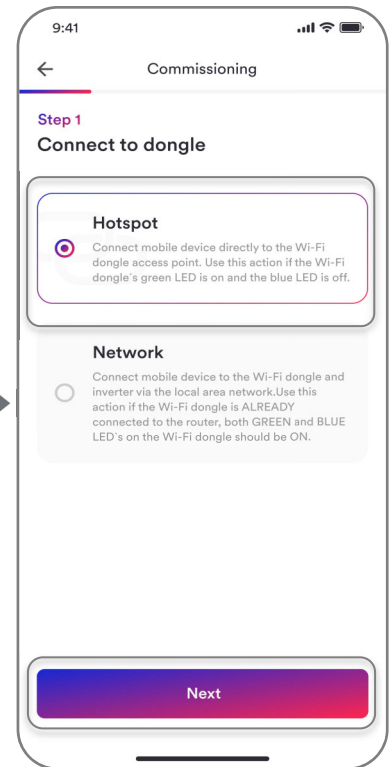 9:41
Commissioning
Step 1
Connect to dongle
Hotspot
Connect mobile device directly to the Wi-Fi
dongle access point. Use this action if the Wi-Fi
dongle´s green LED is on and the blue LED is off.
Network
Connect mobile device to the Wi-Fi dongle and
inverter via the local area network.Use this
action if the Wi-Fi dongle is ALREADY
connected to the router, both GREEN and BLUE
LED`s on the Wi-Fi dongle should be ON.
Next